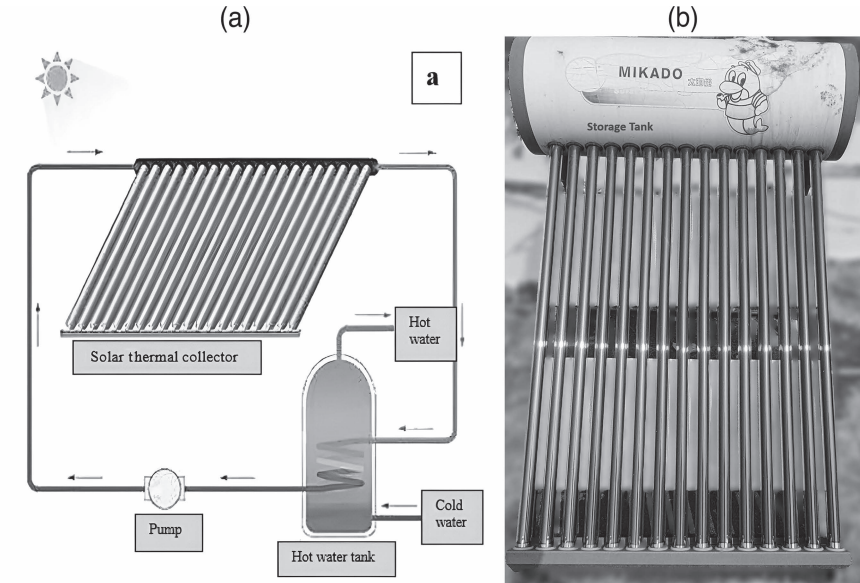 (a)
(b)
a
Solar thermal collector
Hot
water
Pump
Cold
water
Hot water tank
MIKADO
Storage Tank